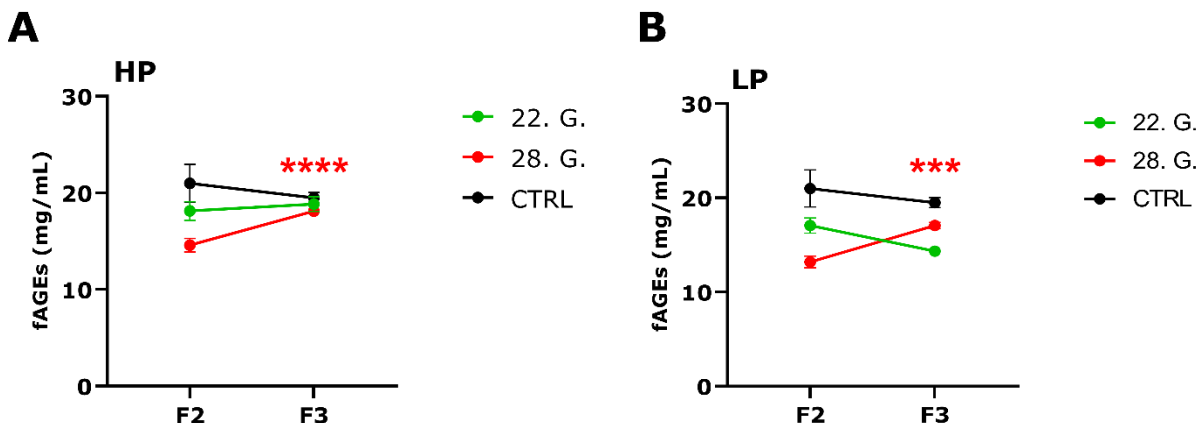 A
HP
fAGEs (mg/mL)
30
20
10
0
F2
F3
****
22. G.
28. G.
CTRL
B
LP
fAGEs (mg/mL)
30
20
10
0
F2
F3
***
22. G.
28. G.
CTRL